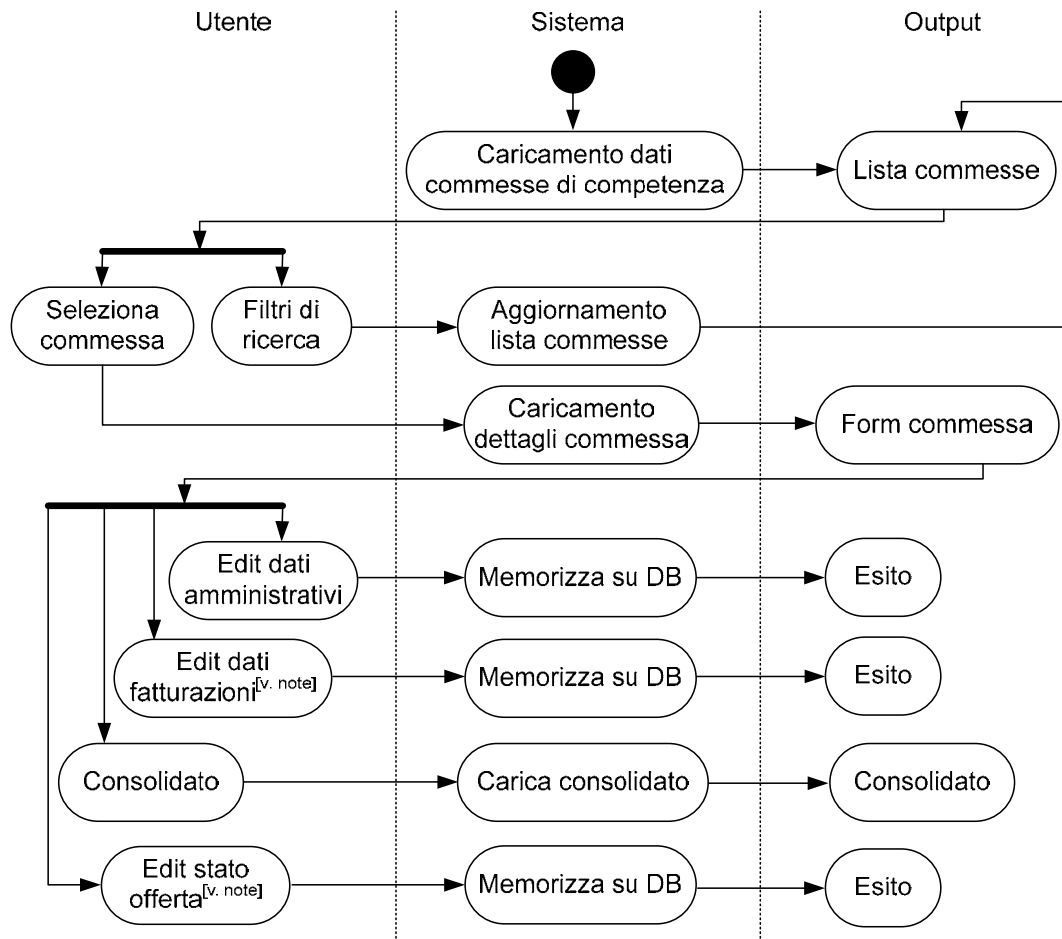 Utente
Sistema
Output
Caricamento dati
commesse di competenza
Lista commesse
Seleziona
commessa
Filtri di
ricerca
Aggiornamento
lista commesse
Caricamento
dettagli commessa
Form commessa
Edit dati
amministrativi
Memorizza su DB
Esito
Edit dati
fatturazioni[v. note]
Memorizza su DB
Esito
Consolidato
Carica consolidato
Consolidato
Edit stato
offerta[v. note]
Memorizza su DB
Esito